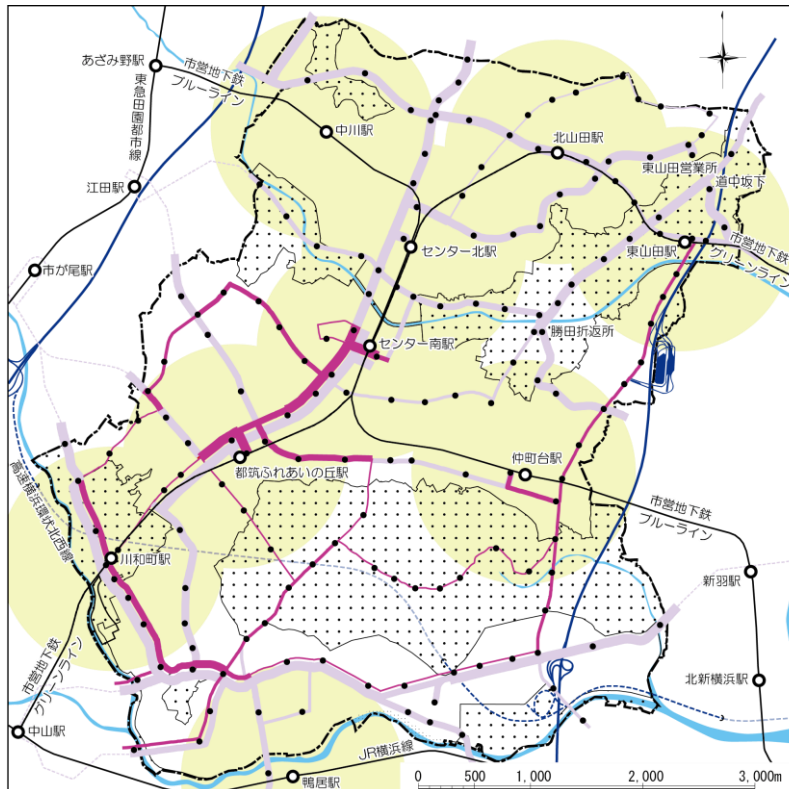 あざみ野駅
市営地下鉄
ブルーライン
東急田園都市線
中川駅
北山田駅
東山田営業所
道中坂下
江田駅
センター北駅
東山田駅
市営地下鉄
グリーンライン
市が尾駅
勝田折返所
センター南駅
都筑ふれあいの丘駅
仲町台駅
高速横浜環状北西線
市営地下鉄
ブルーライン
川和町駅
新羽駅
市営地下鉄
グリーンライン
北新横浜駅
中山駅
JR横浜線
鴨居駅
0 500 1,000 2,000 3,000m